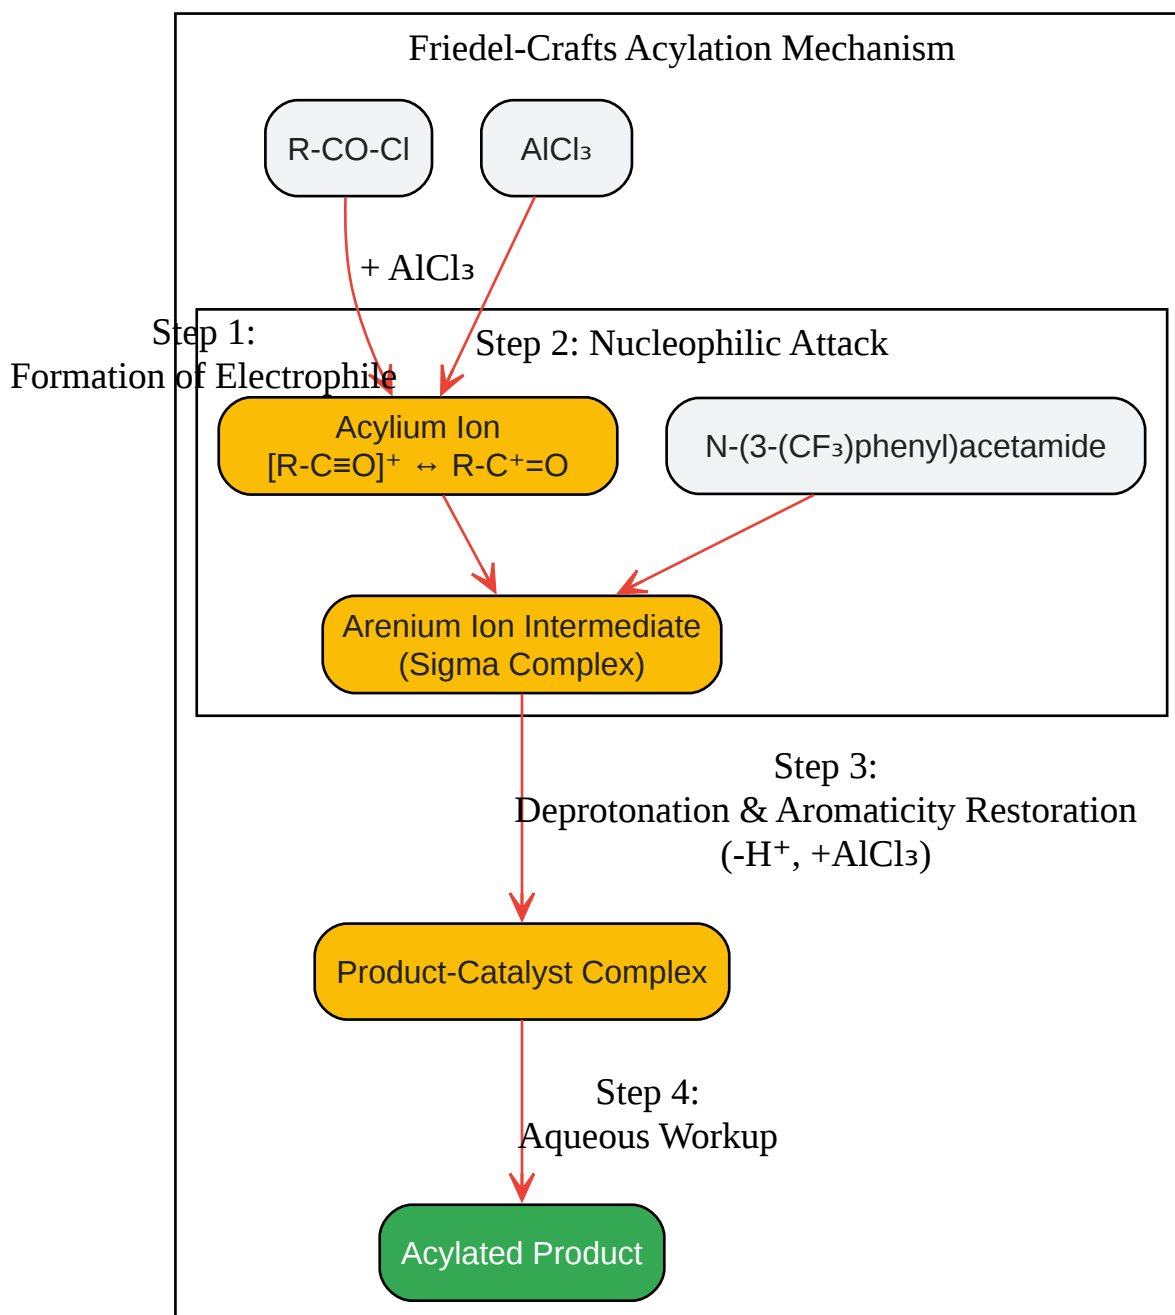 Friedel-Crafts Acylation Mechanism
R-CO-Cl
AlCl₃
+ AlCl₃
Step 1:
Formation of Electrophile
Step 2: Nucleophilic Attack
Acylium Ion
[R-C≡O]⁺ ↔ R-C⁺=O
N-(3-(CF₃)phenyl)acetamide
Arenium Ion Intermediate
(Sigma Complex)
Step 3:
Deprotonation & Aromaticity Restoration
(-H⁺, +AlCl₃)
Product-Catalyst Complex
Step 4:
Aqueous Workup
Acylated Product